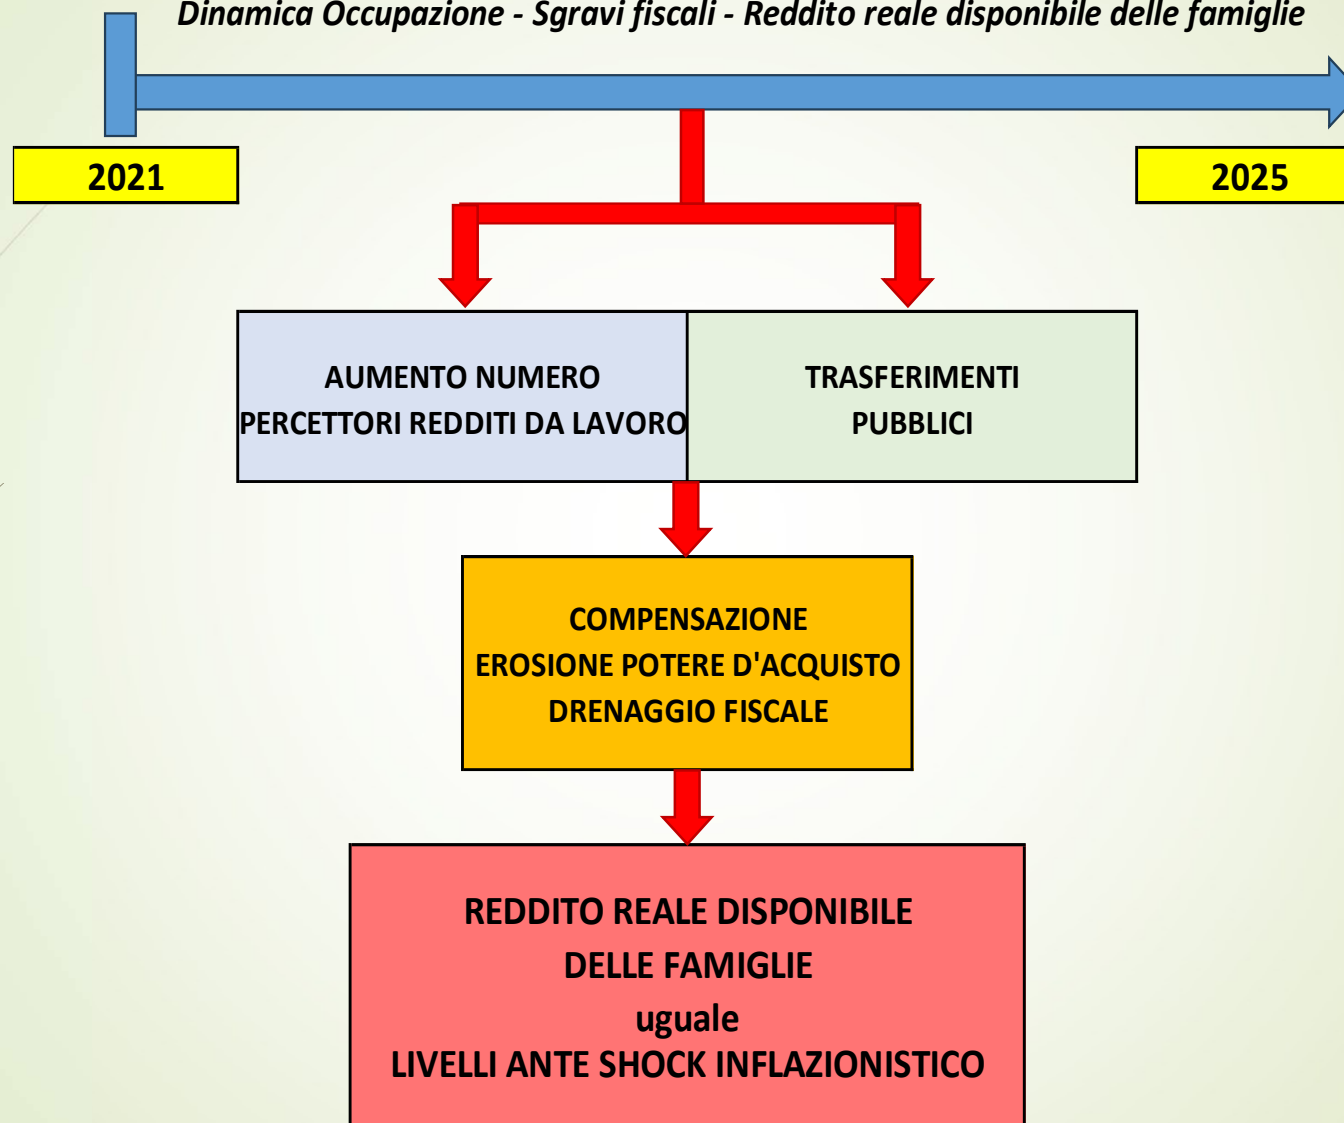 Dinamica Occupazione - Sgravi fiscali - Reddito reale disponibile delle famiglie
2021
2025
AUMENTO NUMERO
PERCETTORI REDDITI DA LAVORO
TRASFERIMENTI
PUBBLICI
COMPENSAZIONE
EROSIONE POTERE D'ACQUISTO
DRENAGGIO FISCALE
REDDITO REALE DISPONIBILE
DELLE FAMIGLIE
uguale
LIVELLI ANTE SHOCK INFLAZIONISTICO